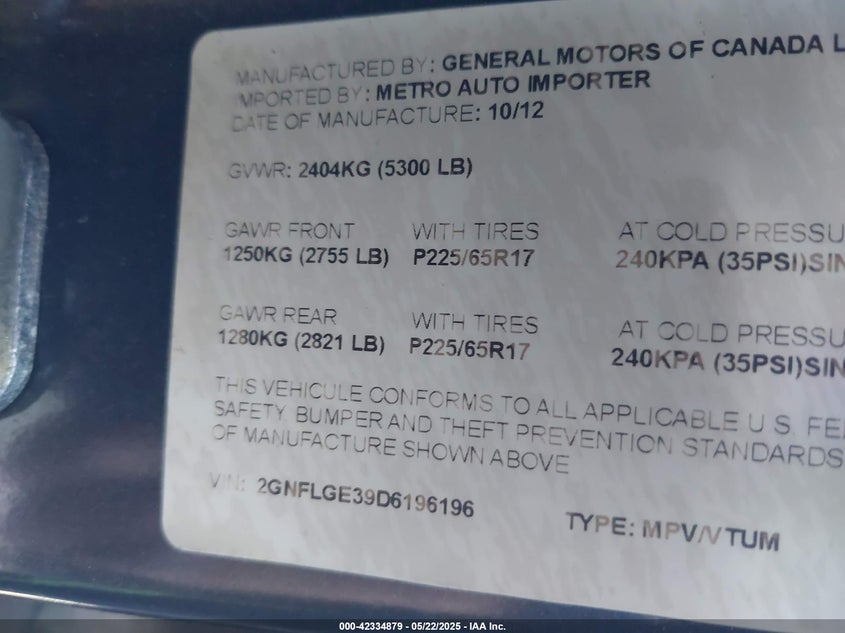 MANUFACTURED BY: GENERAL MOTORS OF CANADA L
IMPORTED BY: METRO AUTO IMPORTER
DATE OF MANUFACTURE: 10/12
GVWR: 2404KG (5300 LB)
GAWR FRONT WITH TIRES AT COLD PRESSU
1250KG (2755 LB) P225/65R17 240KPA (35PSI)SIN
GAWR REAR WITH TIRES AT COLD PRESSU
1280KG (2821 LB) P225/65R17 240KPA (35PSI)SIN
THIS VEHICULE CONFORMS TO ALL APPLICABLE U.S. FE
SAFETY, BUMPER AND THEFT PREVENTION STANDARDS
OF MANUFACTURE SHOWN ABOVE
VIN: 2GNFLGE39D6196196 TYPE: MPV/VTUM
000-42334879 - 05/22/2025 - IAA Inc.